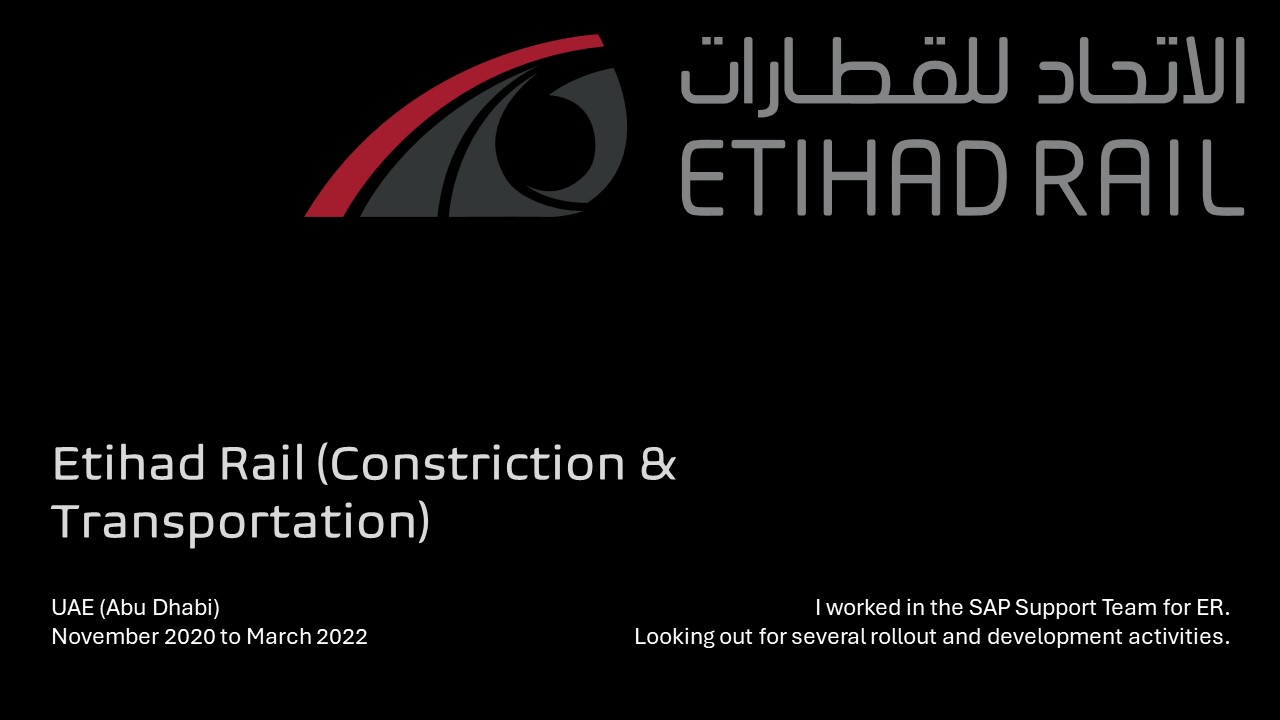 الاتحاد للقطارات
ETIHAD RAIL
Etihad Rail (Constriction &
Transportation)
UAE (Abu Dhabi)
November 2020 to March 2022
I worked in the SAP Support Team for ER.
Looking out for several rollout and development activities.